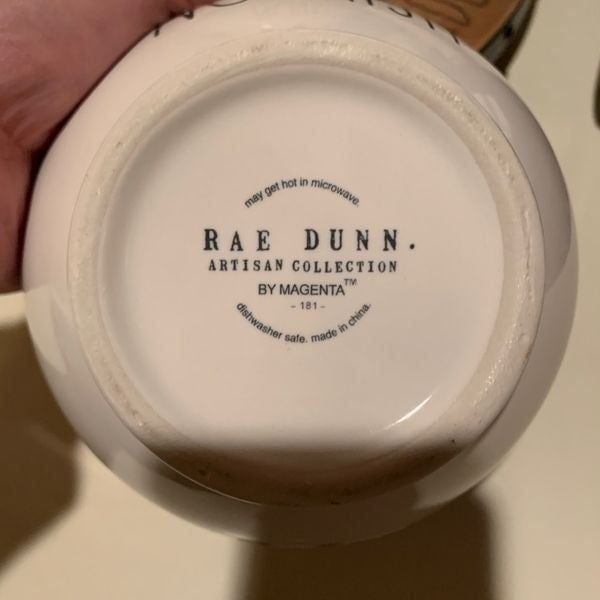 may get hot in microwave.
RAE DUNN.
ARTISAN COLLECTION
BY MAGENTA™
- 181 -
dishwasher safe. made in china.